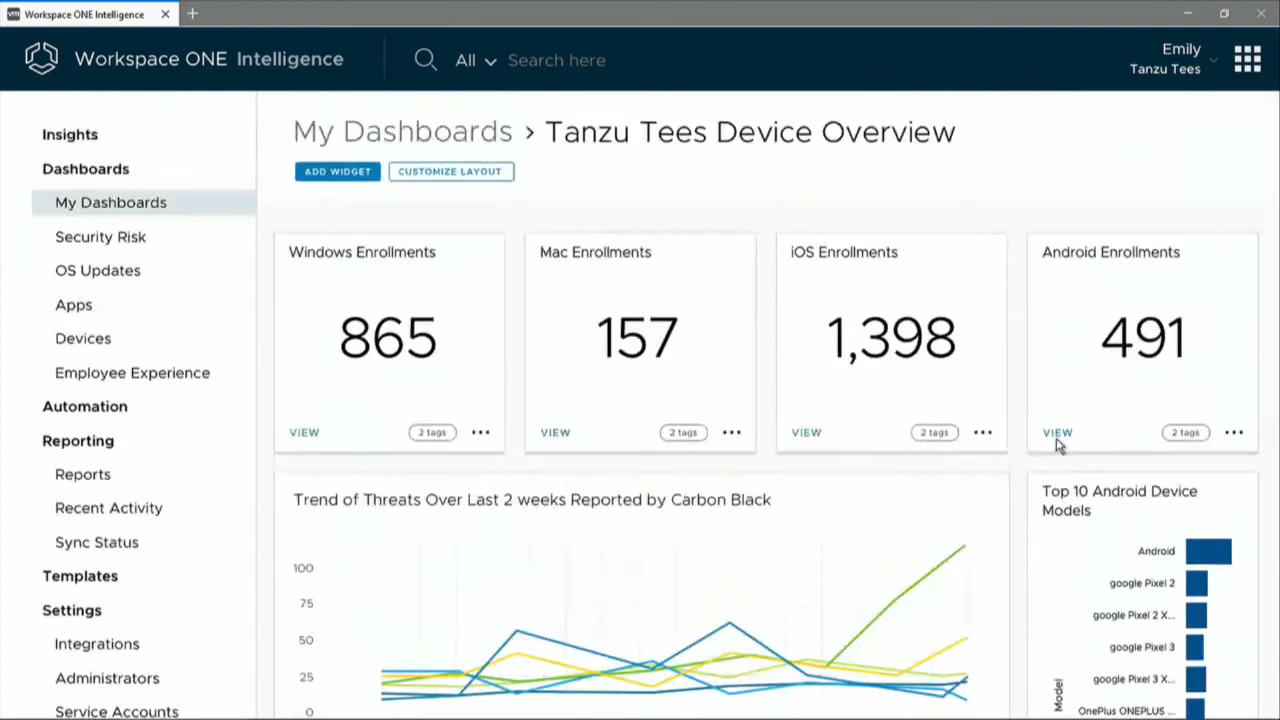 vm Workspace ONE Intelligence
Workspace ONE Intelligence
All
Search here
Emily
Tanzu Tees
Insights
Dashboards
My Dashboards
Security Risk
OS Updates
Apps
Devices
Employee Experience
Automation
Reporting
Reports
Recent Activity
Sync Status
Templates
Settings
Integrations
Administrators
Service Accounts
My Dashboards › Tanzu Tees Device Overview
ADD WIDGET
CUSTOMIZE LAYOUT
Windows Enrollments
865
VIEW
2 tags
Mac Enrollments
157
VIEW
2 tags
iOS Enrollments
1,398
VIEW
2 tags
Android Enrollments
491
VIEW
2 tags
Trend of Threats Over Last 2 weeks Reported by Carbon Black
100
75
50
25
0
Top 10 Android Device
Models
Model
Android
google Pixel 2
google Pixel 2 X...
google Pixel 3
google Pixel 3 X...
OnePlus ONEPLUS ...